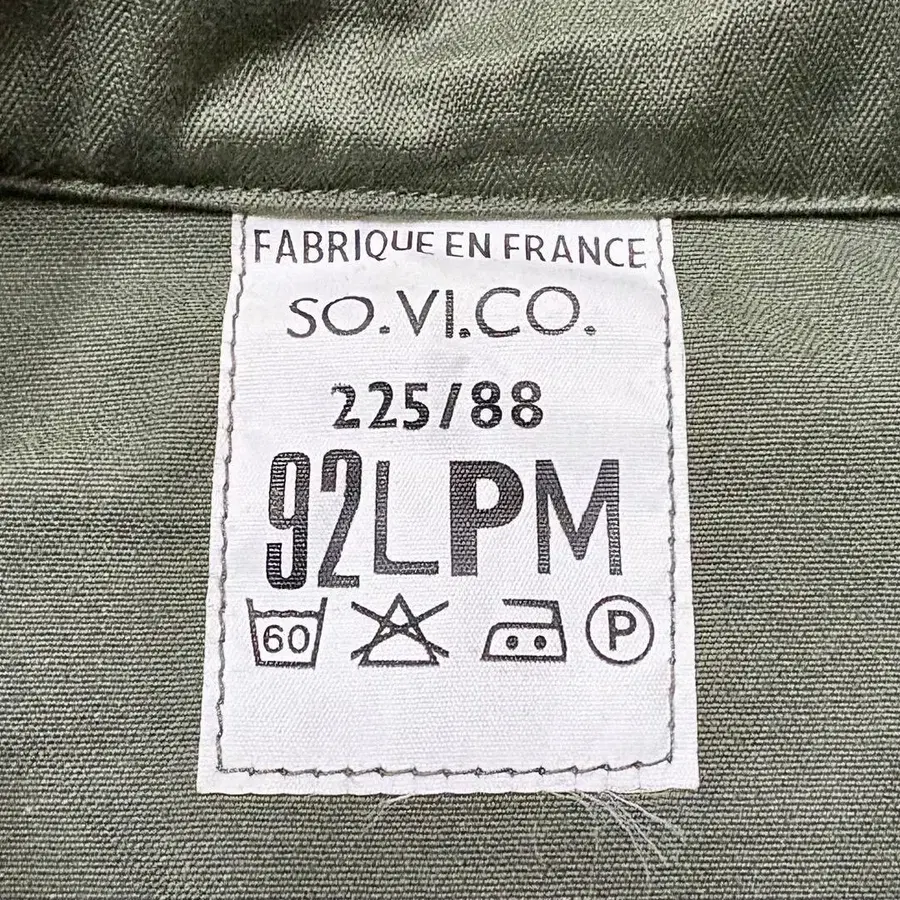 FABRIQUE EN FRANCE
SO.VI.CO.
225/88
92LPM
60 P